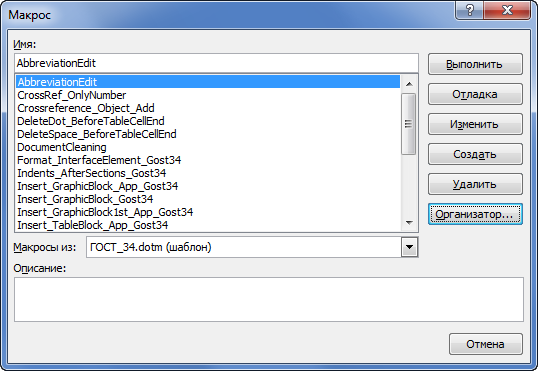 Макрос
Имя:
AbbreviationEdit
AbbreviationEdit
CrossRef_OnlyNumber
Crossreference_Object_Add
DeleteDot_BeforeTableCellEnd
DeleteSpace_BeforeTableCellEnd
DocumentCleaning
Format_InterfaceElement_Gost34
Indents_AfterSections_Gost34
Insert_GraphicBlock_App_Gost34
Insert_GraphicBlock_Gost34
Insert_GraphicBlock1st_App_Gost34
Insert_TableBlock_App_Gost34
Выполнить
Отладка
Изменить
Создать
Удалить
Организатор...
Макросы из: ГОСТ_34.dotm (шаблон)
Описание:
Отмена